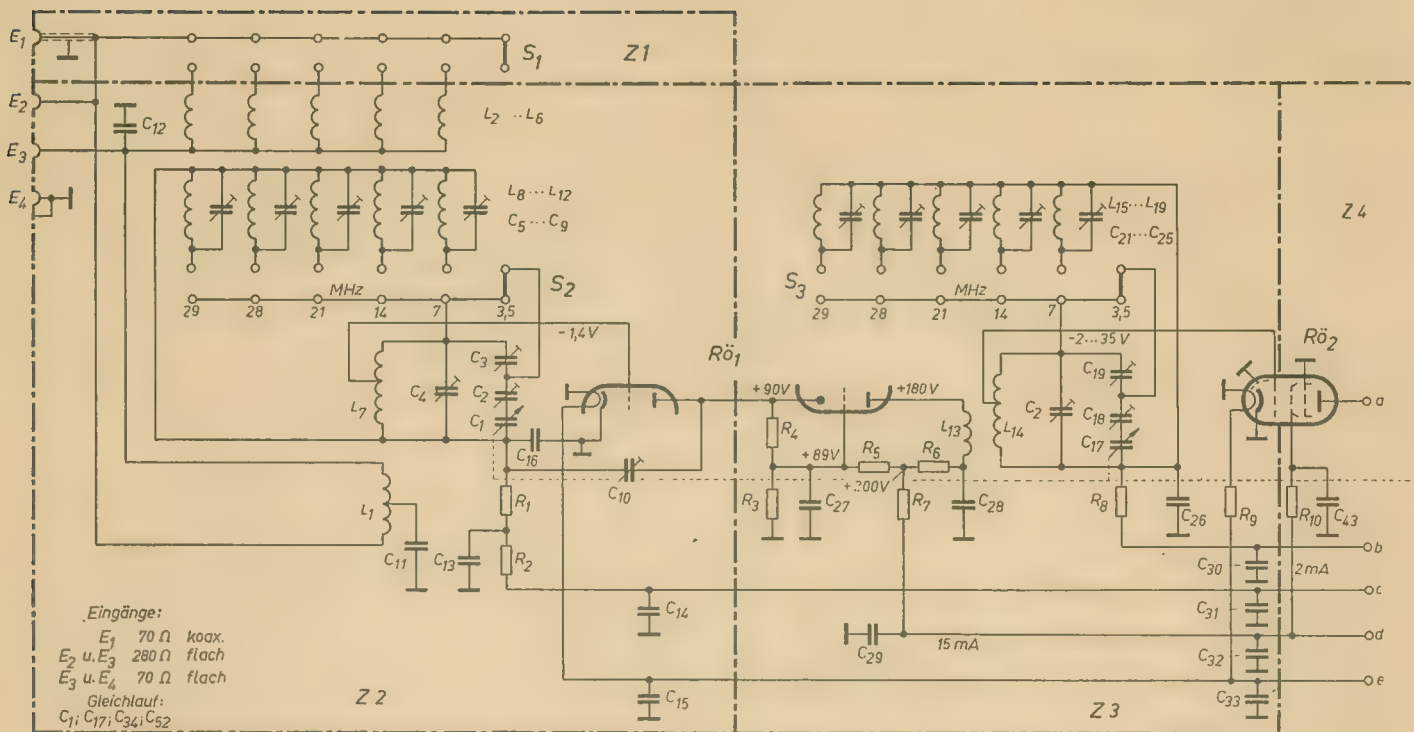 E1
S1
Z1
E2
C12
L2 ··L6
E3
E4
L8···L12
C5···C9
L15···L19
C21···C25
Z4
S2
S3
MHz
29 28 21 14 7 3,5
MHz
29 28 21 14 7 3,5
-1,4V
-2...35V
Rö1
Rö2
+90V
+180V
C3
C2
C1
C4
L7
C19
C18
C17
C2
L14
L13
a
C16
C10
R4
+89V
R5
R6
+200V
R3
C27
R7
C28
R8
C26
R9
R10
C43
L1
R1
C11
C13
R2
b
C30
2mA
c
C14
C31
C29
15mA
d
C32
e
C15
C33
Eingänge:
E1 70 Ω koax.
E2 u.E3 280 Ω flach
E3 u.E4 70 Ω flach
Gleichlauf:
C1; C17; C34; C52
Z2
Z3